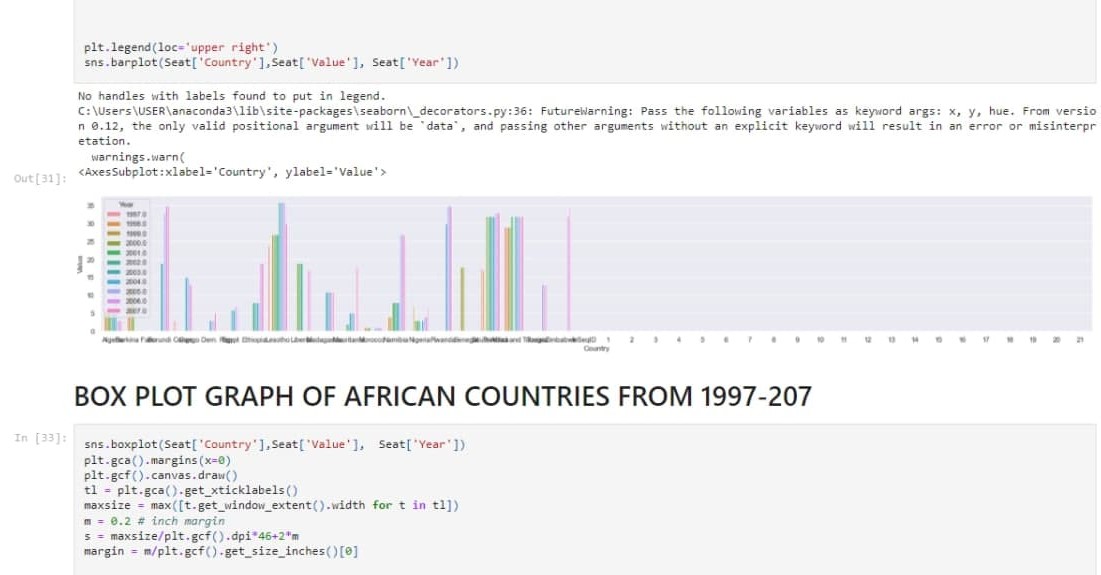 plt.legend(loc='upper right')
sns.barplot(Seat['Country'],Seat['Value'], Seat['Year'])
No handles with labels found to put in legend.
C:\Users\USER\anaconda3\lib\site-packages\seaborn\_decorators.py:36: FutureWarning: Pass the following variables as keyword args: x, y, hue. From versio
n 0.12, the only valid positional argument will be `data`, and passing other arguments without an explicit keyword will result in an error or misinterpr
etation.
warnings.warn(
Out[31]: <AxesSubplot:xlabel='Country', ylabel='Value'>
Year
1997.0
1998.0
1999.0
2000.0
2001.0
2002.0
2003.0
2004.0
2005.0
2006.0
2007.0
35
30
25
20
15
10
5
0
Value
1 2 3 4 5 6 7 8 9 10 11 12 13 14 15 16 17 18 19 20 21
Country
BOX PLOT GRAPH OF AFRICAN COUNTRIES FROM 1997-207
In [33]: sns.boxplot(Seat['Country'],Seat['Value'], Seat['Year'])
plt.gca().margins(x=0)
plt.gcf().canvas.draw()
tl = plt.gca().get_xticklabels()
maxsize = max([t.get_window_extent().width for t in tl])
m = 0.2 # inch margin
s = maxsize/plt.gcf().dpi*46+2*m
margin = m/plt.gcf().get_size_inches()[0]